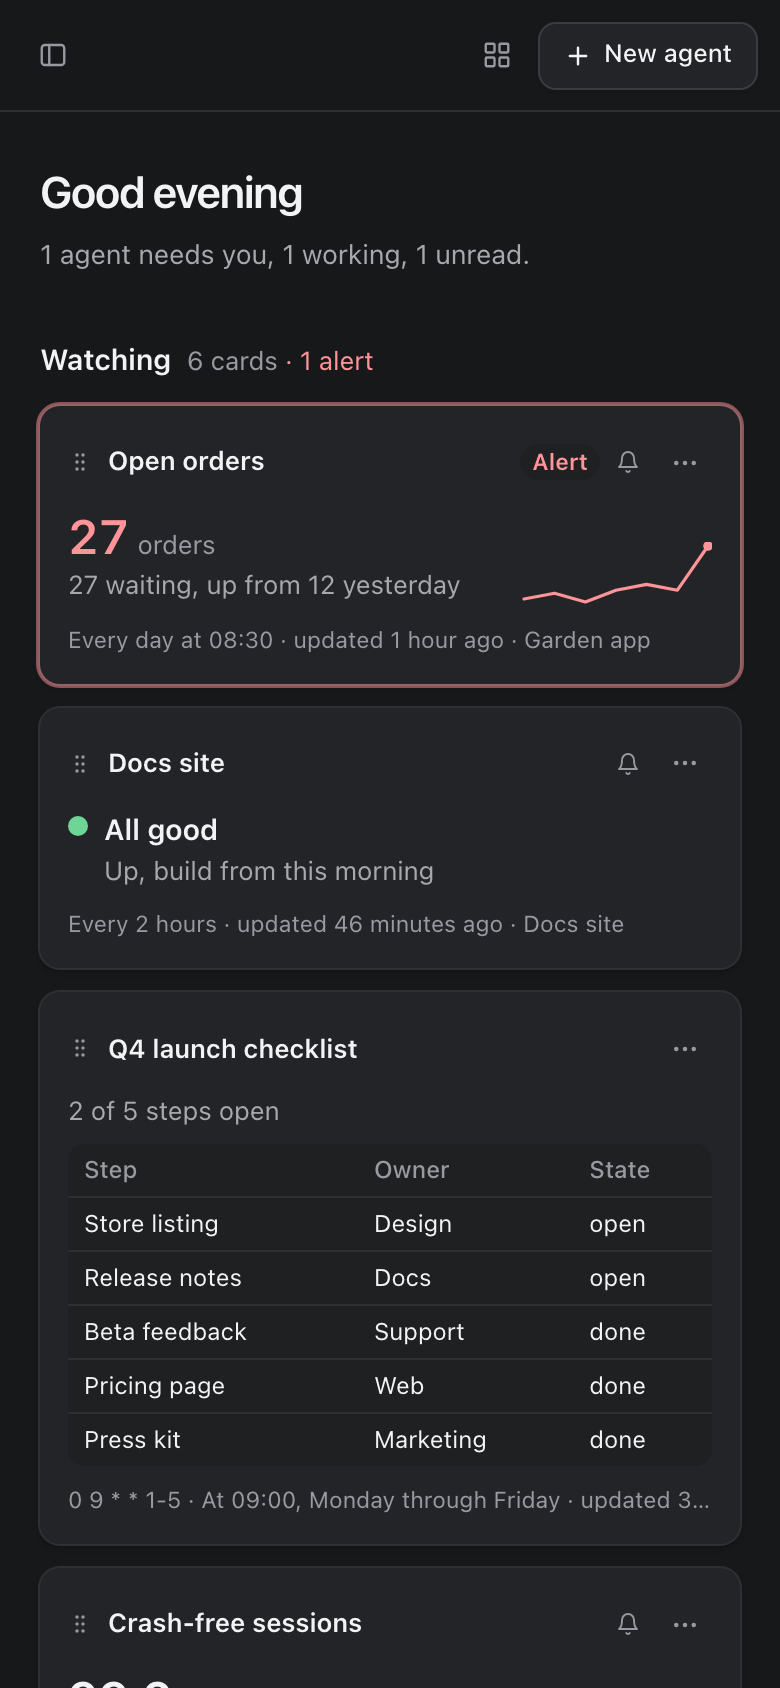 New agent
Good evening
1 agent needs you, 1 working, 1 unread.
Watching 6 cards · 1 alert
Open orders Alert
27 orders
27 waiting, up from 12 yesterday
Every day at 08:30 · updated 1 hour ago · Garden app
Docs site
All good
Up, build from this morning
Every 2 hours · updated 46 minutes ago · Docs site
Q4 launch checklist
2 of 5 steps open
Step Owner State
Store listing Design open
Release notes Docs open
Beta feedback Support done
Pricing page Web done
Press kit Marketing done
0 9 * * 1-5 · At 09:00, Monday through Friday · updated 3...
Crash-free sessions